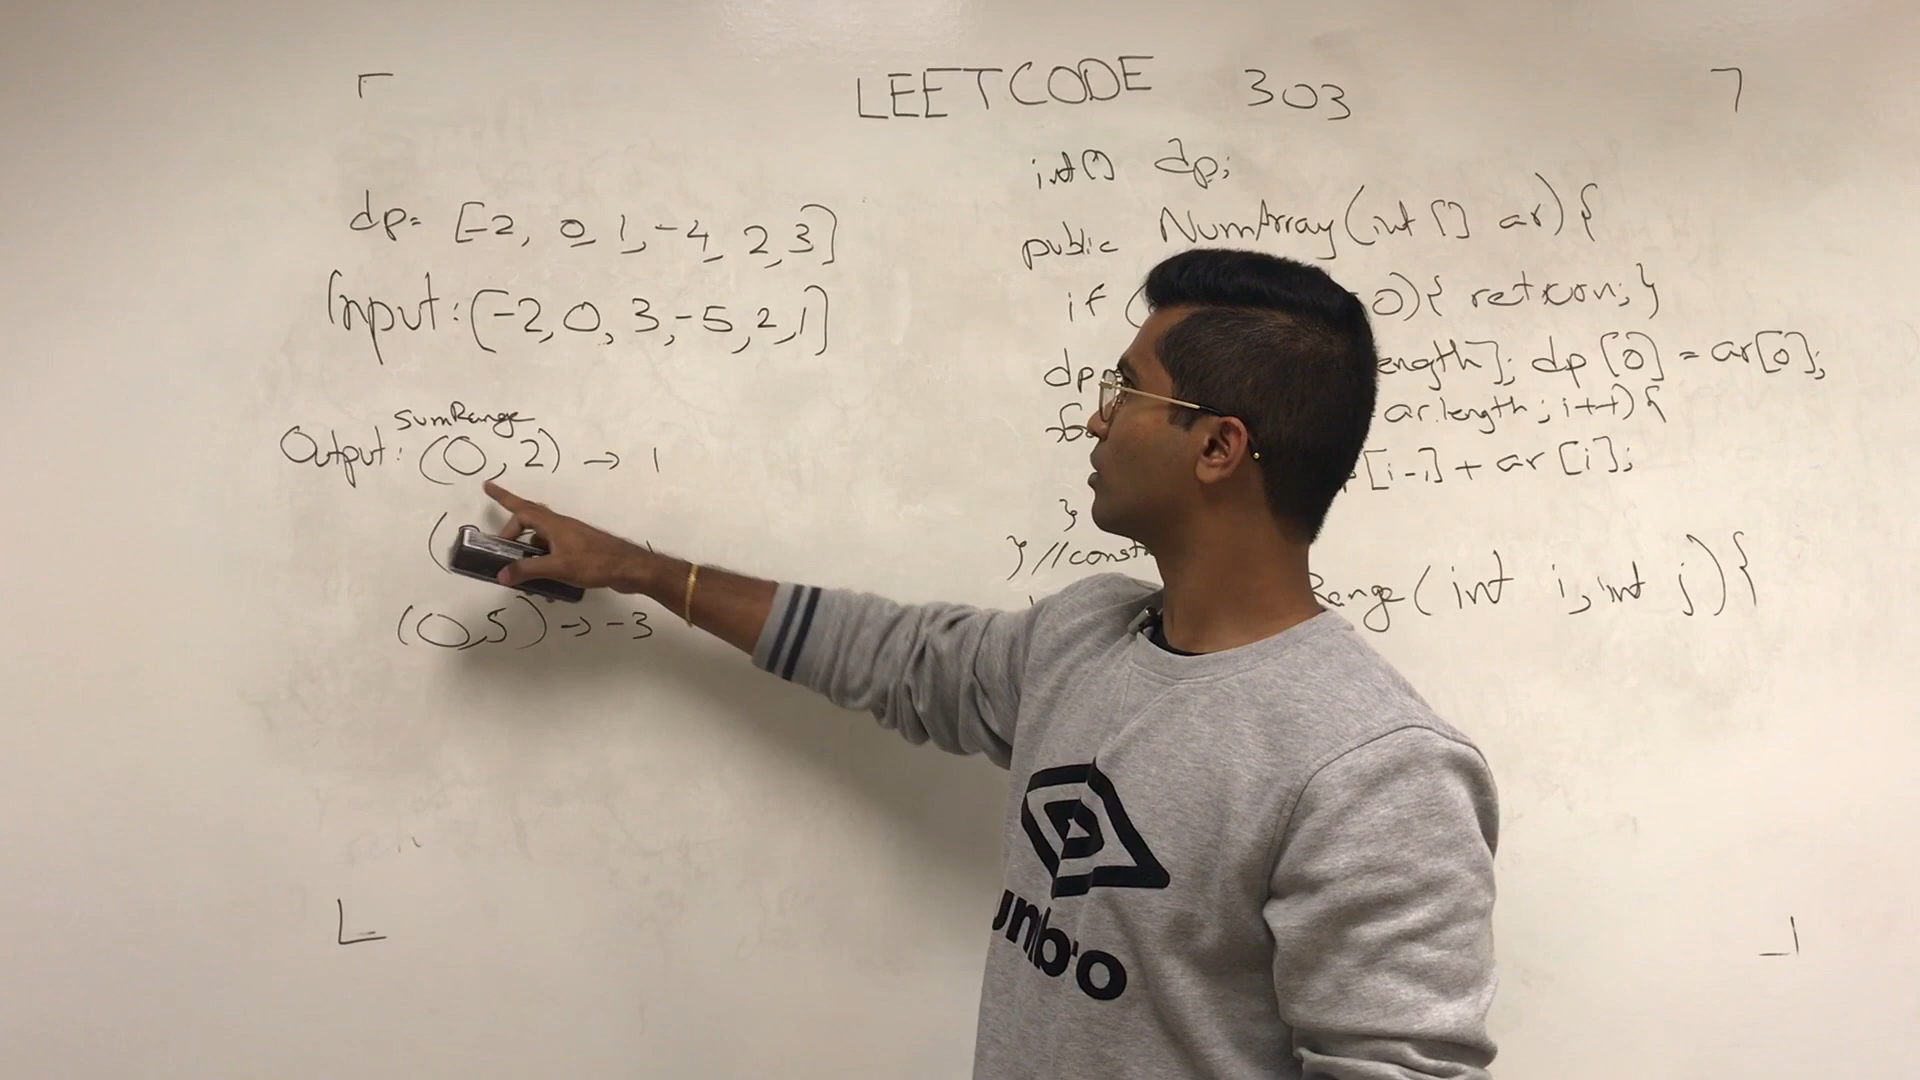 LEETCODE 303
dp= [-2, 0, 1, -4, 2, 3]
Input: [-2, 0, 3, -5, 2, 1]
sumRange
Output: (0, 2) → 1
(0,5) → -3
int[] dp;
public NumArray(int[] ar){
if ( 0){ return; }
dp ength]; dp[0] = ar[0];
ar.length; i++){
[i-1] + ar[i];
}
} //const
Range(int i, int j){
umbro